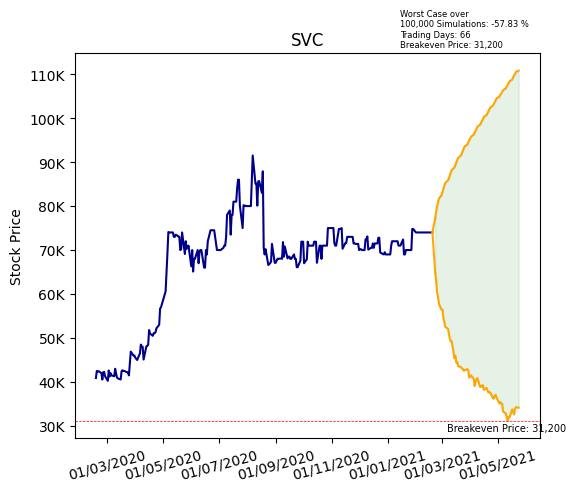 Worst Case over
100,000 Simulations: -57.83 %
Trading Days: 66
Breakeven Price: 31,200
SVC
Stock Price
110K
100K
90K
80K
70K
60K
50K
40K
30K
Breakeven Price: 31,200
01/03/2020
01/05/2020
01/07/2020
01/09/2020
01/11/2020
01/01/2021
01/03/2021
01/05/2021